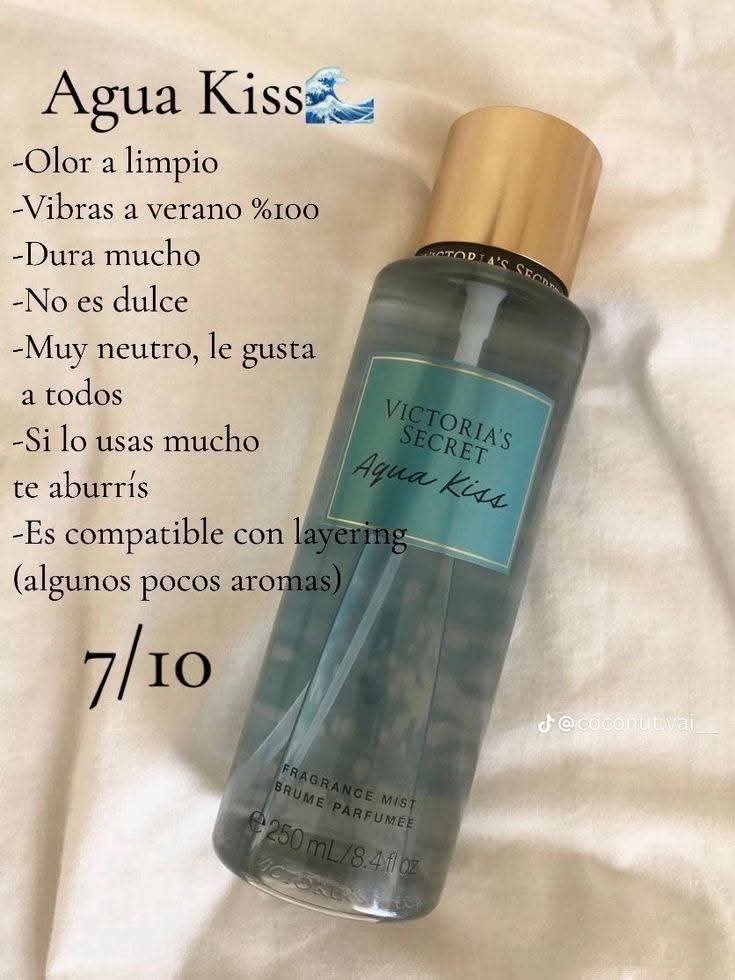 Agua Kiss🌊
-Olor a limpio
-Vibras a verano %100
-Dura mucho
-No es dulce
-Muy neutro, le gusta
a todos
-Si lo usas mucho
te aburrís
-Es compatible con layering
(algunos pocos aromas)
7/10
VICTORIA'S SECRET
VICTORIA'S
SECRET
Aqua Kiss
@coconut.vai__
FRAGRANCE MIST
BRUME PARFUMÉE
℮250 mL/8.4 fl oz